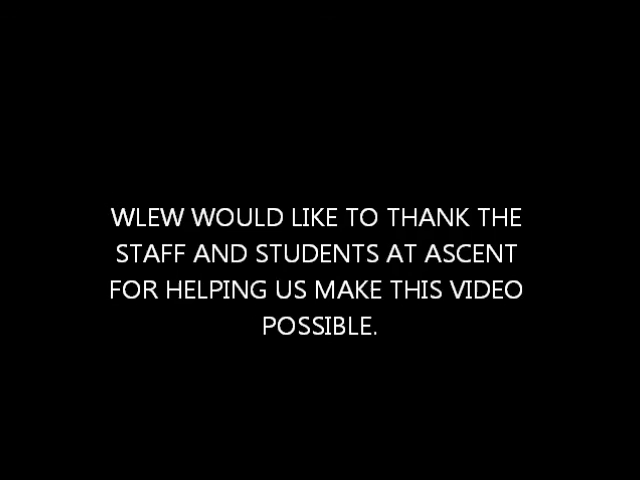 WLEW WOULD LIKE TO THANK THE
STAFF AND STUDENTS AT ASCENT
FOR HELPING US MAKE THIS VIDEO
POSSIBLE.